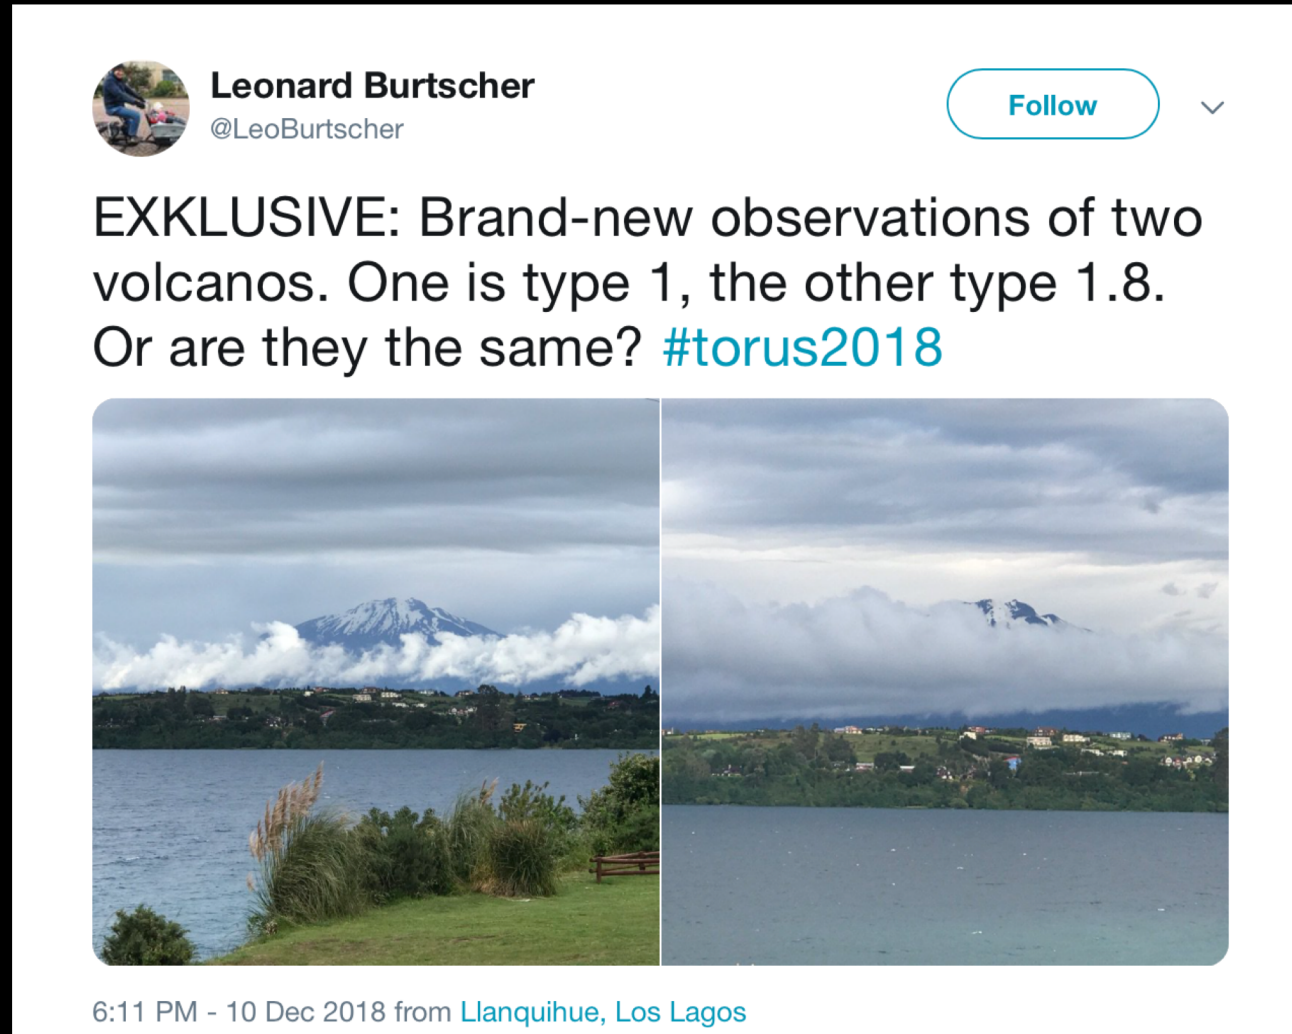 Leonard Burtscher
@LeoBurtscher
Follow
EXKLUSIVE: Brand-new observations of two
volcanos. One is type 1, the other type 1.8.
Or are they the same? #torus2018
6:11 PM - 10 Dec 2018 from Llanquihue, Los Lagos